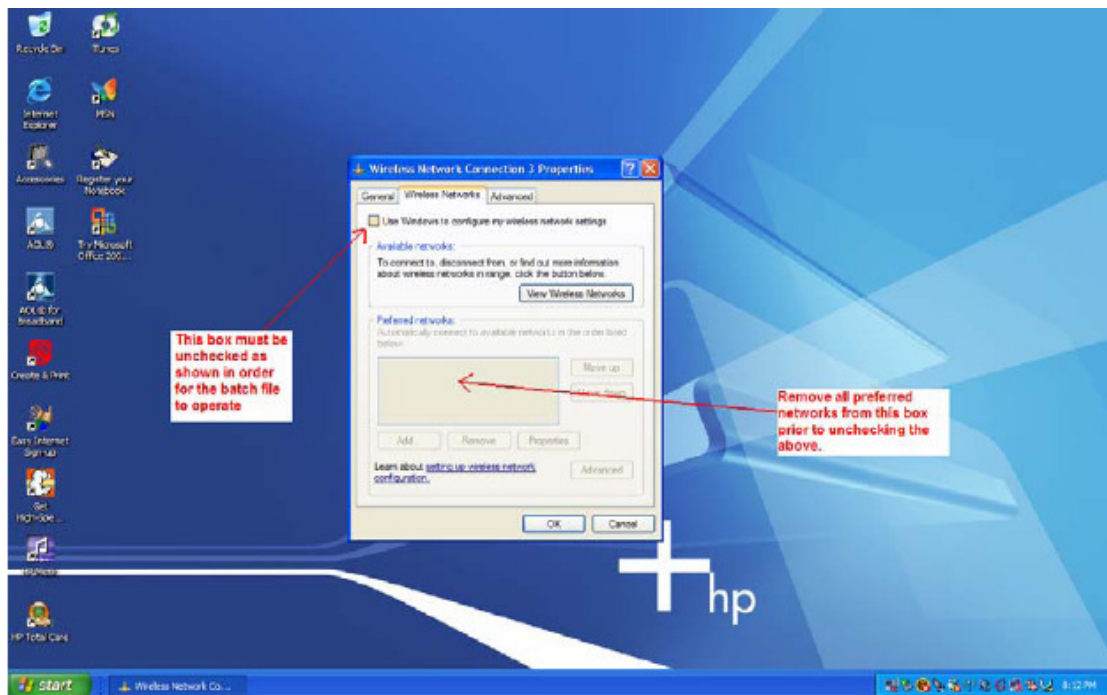 Recycle Bin
iTunes
Internet
Explorer
MSN
Accessories
Register your
Notebook
AOL®
Try Microsoft
Office 200...
AOL® for
Broadband
Create & Print
Easy Internet
Sign-up
Get
High-Spe...
HP Total Care
Wireless Network Connection 3 Properties
General
Wireless Networks
Advanced
Use Windows to configure my wireless network settings
Available networks:
To connect to, disconnect from, or find out more information
about wireless networks in range, click the button below.
View Wireless Networks
Preferred networks:
Automatically connect to available networks in the order listed
below:
Move up
Move down
Add...
Remove
Properties
Learn about setting up wireless network
configuration.
Advanced
OK
Cancel
This box must be
unchecked as
shown in order
for the batch file
to operate
Remove all preferred
networks from this box
prior to unchecking the
above.
hp
start
Wireless Network Co...
8:12 PM